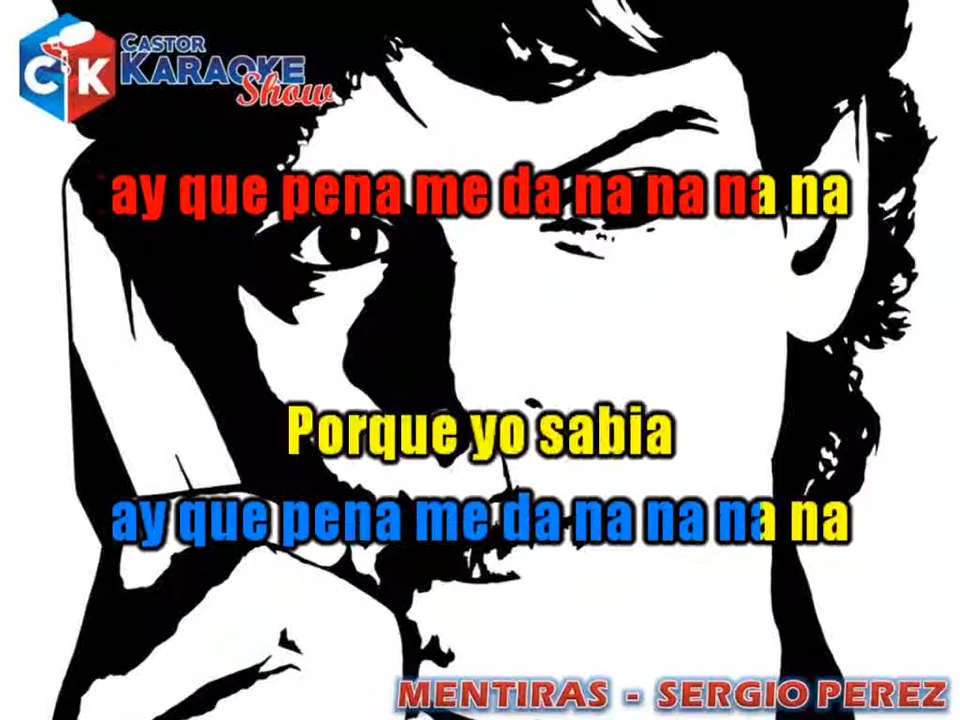 CK
CASTOR
KARAOKE
Show
ay que pena me da na na na na
Porque yo sabia
ay que pena me da na na na na
MENTIRAS - SERGIO PEREZ